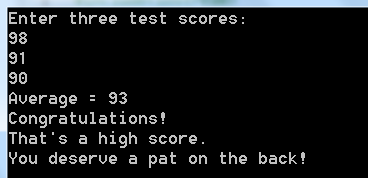 Enter three test scores:
98
91
90
Average = 93
Congratulations!
That's a high score.
You deserve a pat on the back!